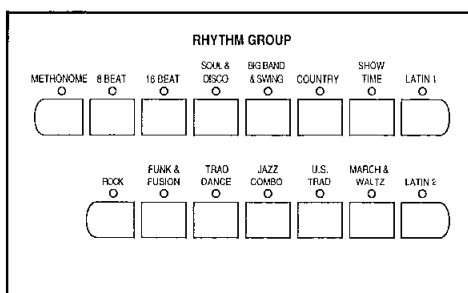 RHYTHM GROUP
SOUL & BIG BAND SHOW
METRONOME 8 BEAT 16 BEAT DISCO & SWING COUNTRY TIME LATIN 1
FUNK & TRAD JAZZ U.S. MARCH &
ROCK FUSION DANCE COMBO TRAD WALTZ LATIN 2